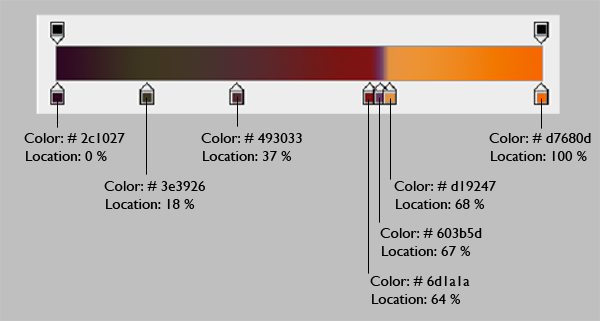 Color: # 2c1027
Location: 0 %
Color: # 493033
Location: 37 %
Color: # d7680d
Location: 100 %
Color: # 3e3926
Location: 18 %
Color: # d19247
Location: 68 %
Color: # 603b5d
Location: 67 %
Color: # 6d1a1a
Location: 64 %